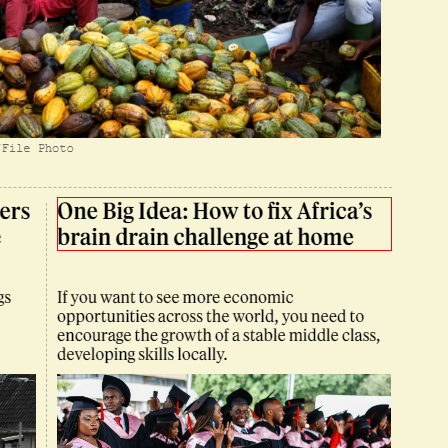 File Photo
ers
One Big Idea: How to fix Africa's
brain drain challenge at home
gs
If you want to see more economic
opportunities across the world, you need to
encourage the growth of a stable middle class,
developing skills locally.